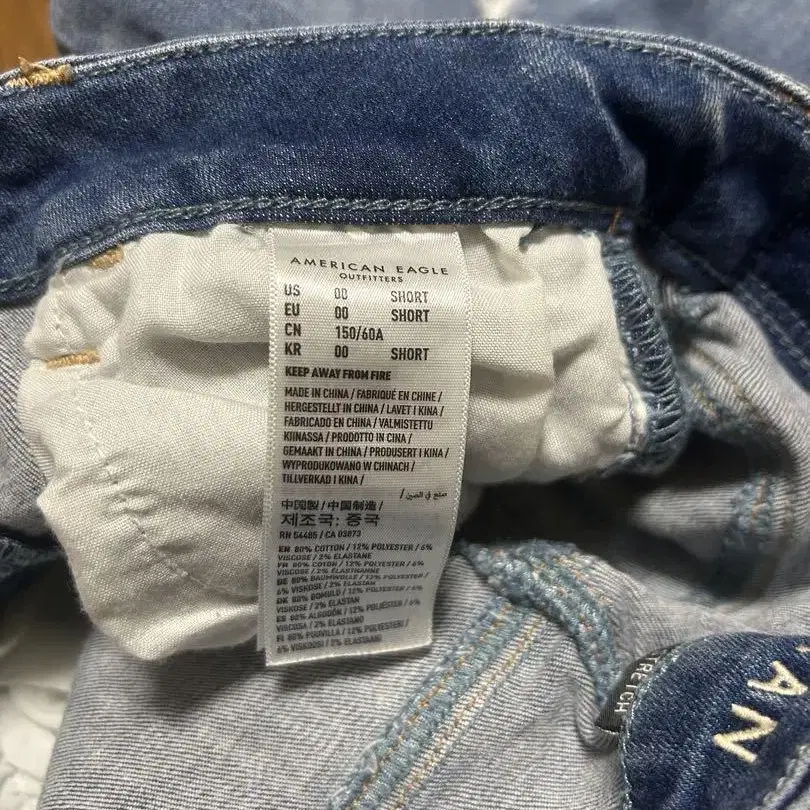 AMERICAN EAGLE
OUTFITTERS
US 00 SHORT
EU 00 SHORT
CN 150/60A
KR 00 SHORT
KEEP AWAY FROM FIRE
MADE IN CHINA / FABRIQUÉ EN CHINE /
HERGESTELLT IN CHINA / LAVET I KINA /
FABRICADO EN CHINA / VALMISTETTU
KIINASSA / PRODOTTO IN CINA /
GEMAAKT IN CHINA / PRODUSERT I KINA /
WYPRODUKOWANO W CHINACH /
TILLVERKAD I KINA /
صنع في الصين /
中国製 / 中国制造 /
제조국: 중국
RN 54485 / CA 03873
EN 80% COTTON / 12% POLYESTER / 6%
VISCOSE / 2% ELASTANE
FR 80% COTON / 12% POLYESTER / 6%
VISCOSE / 2% ÉLASTHANNE
DE 80% BAUMWOLLE / 12% POLYESTER /
6% VISKOSE / 2% ELASTAN
DK 80% BOMULD / 12% POLYESTER / 6%
VISKOSE / 2% ELASTAN
ES 80% ALGODÓN / 12% POLIÉSTER / 6%
VISCOSA / 2% ELASTANO
FI 80% PUUVILLA / 12% POLYESTERI /
6% VISKOOSI / 2% ELASTAANI
TRETCH